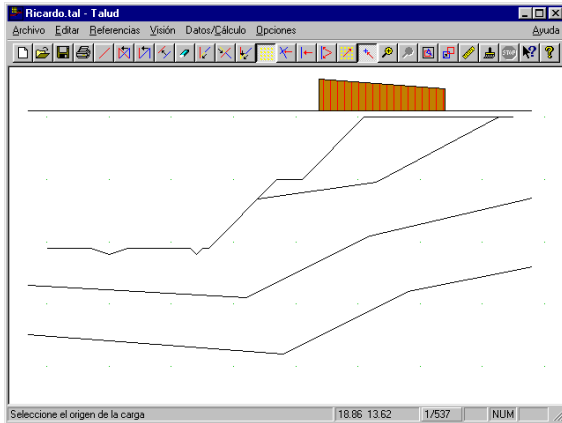 Ricardo.tal - Talud
Archivo Editar Referencias Visión Datos/Cálculo Opciones Ayuda
STOP ?
Seleccione el origen de la carga 18.86 13.62 1/537 NUM